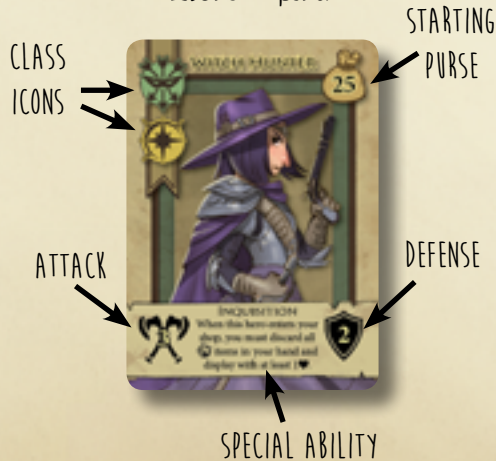 STARTING
PURSE
CLASS
ICONS
WITCH HUNTER
25
ATTACK
DEFENSE
INQUISITION
When this hero enters your
shop, you must discard all
items in your hand and
display with at least 1
2
SPECIAL ABILITY